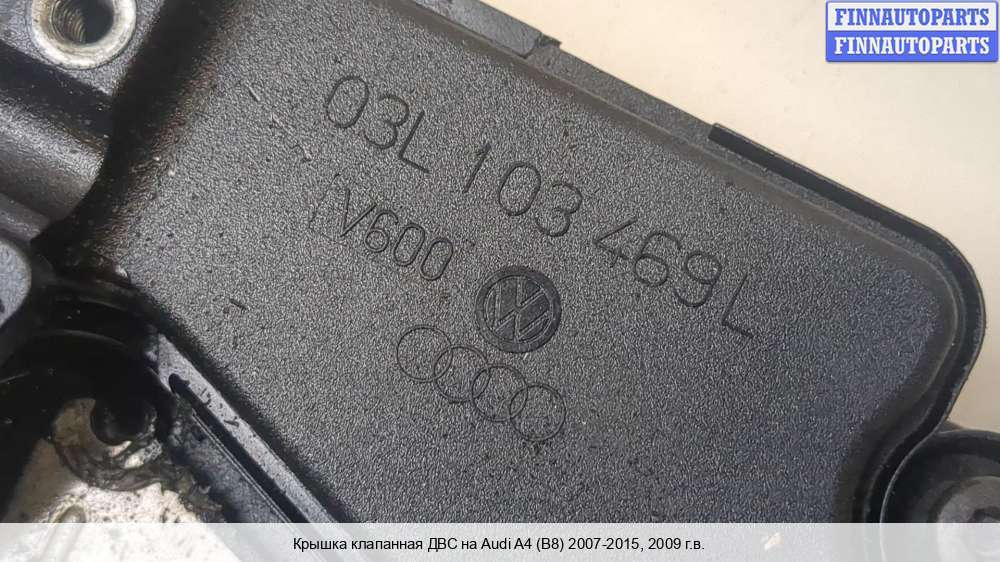 FINNAUTOPARTS
FINNAUTOPARTS
03L 103 469L
/V600
Крышка клапанная ДВС на Audi A4 (B8) 2007-2015, 2009 г.в.